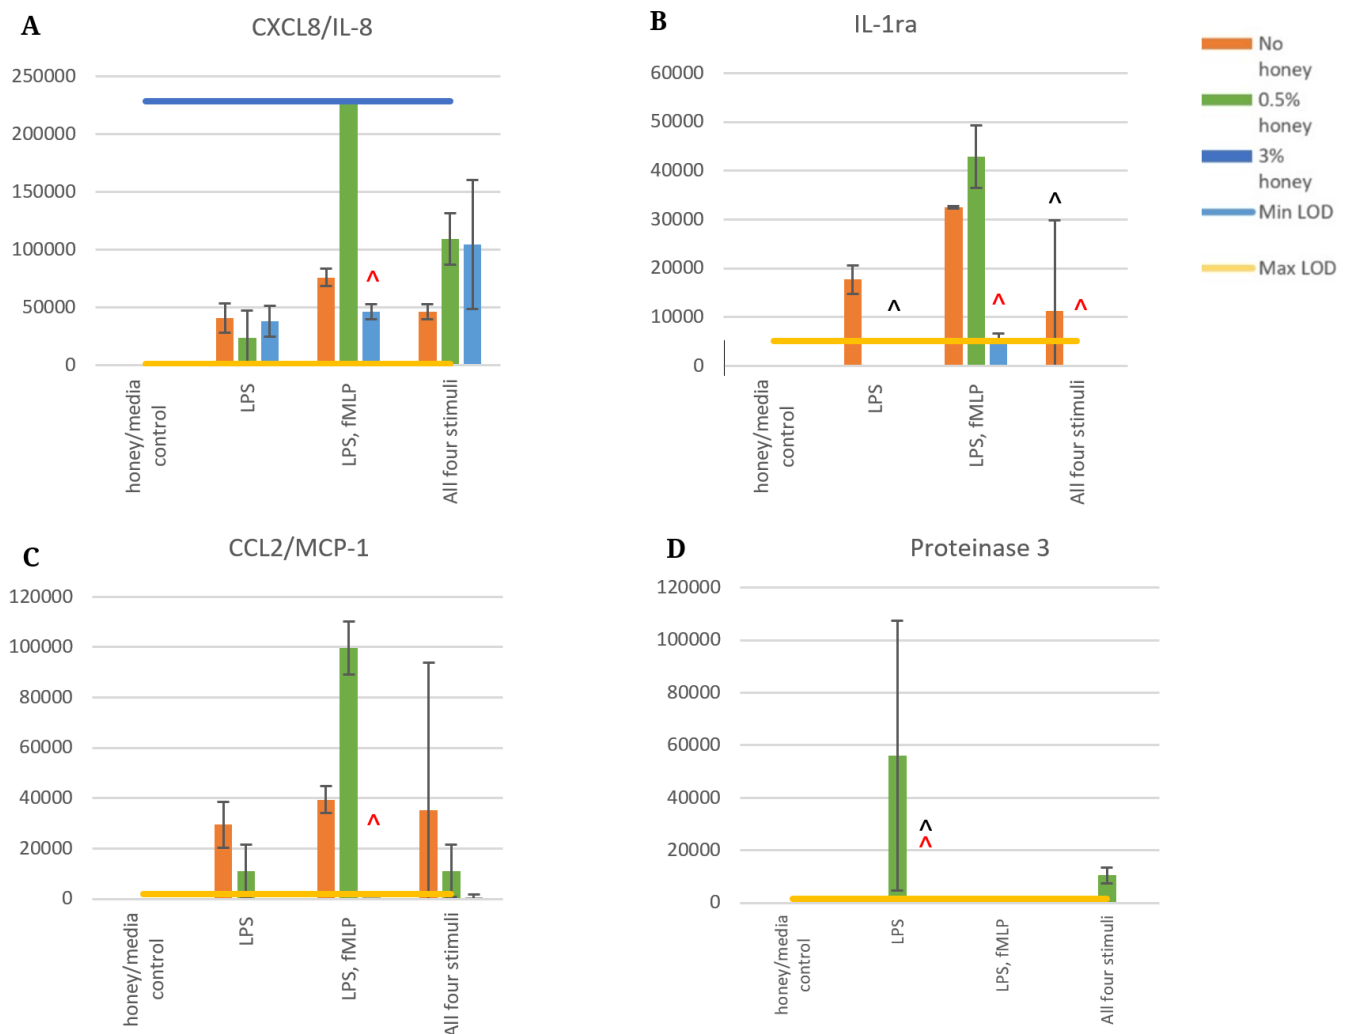 A
CXCL8/IL-8
250000
200000
150000
100000
50000
0
^
honey/media
control
LPS
LPS, fMLP
All four stimuli
B
IL-1ra
60000
50000
40000
30000
20000
10000
0
^
^
^
^
honey/media
control
LPS
LPS, fMLP
All four stimuli
No
honey
0.5%
honey
3%
honey
Min LOD
Max LOD
C
CCL2/MCP-1
120000
100000
80000
60000
40000
20000
0
^
honey/media
control
LPS
LPS, fMLP
All four stimuli
D
Proteinase 3
120000
100000
80000
60000
40000
20000
0
^
^
honey/media
control
LPS
LPS, fMLP
All four stimuli